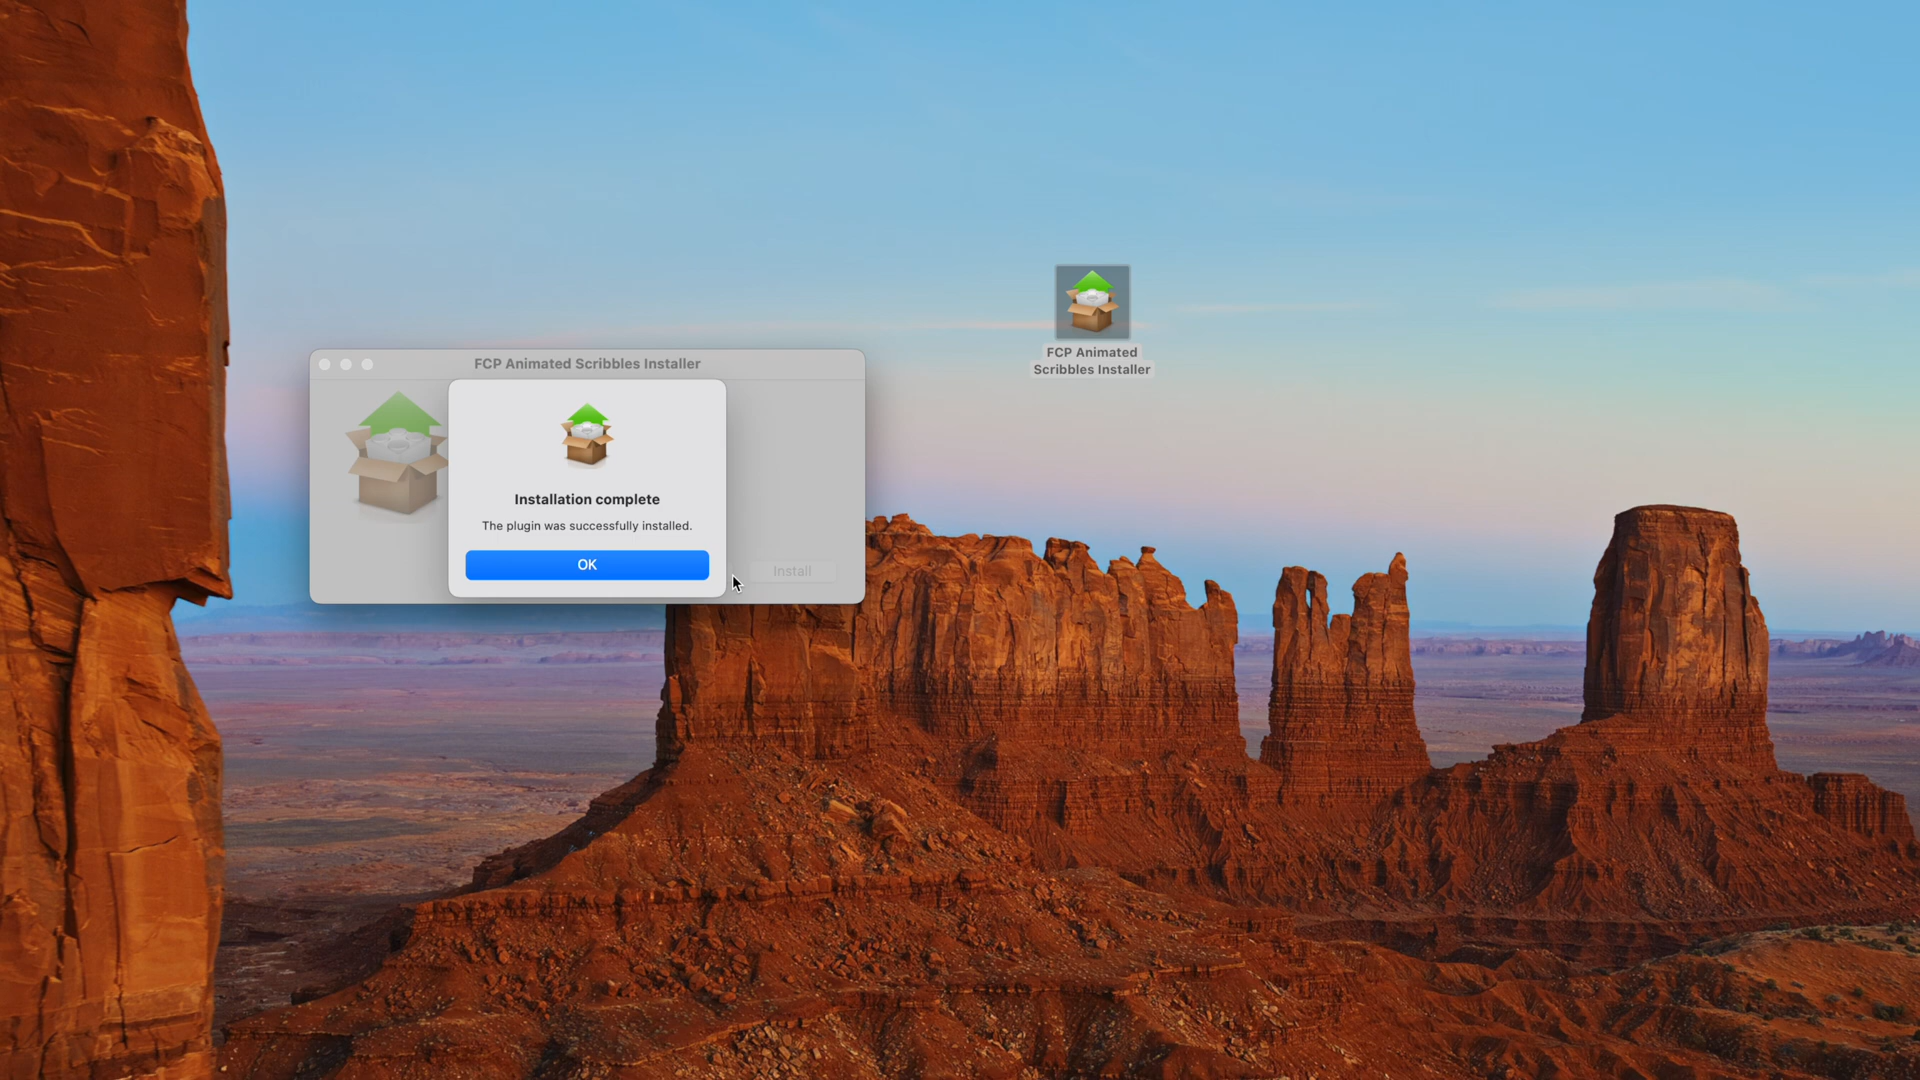 FCP Animated
Scribbles Installer
FCP Animated Scribbles Installer
Installation complete
The plugin was successfully installed.
OK
Install